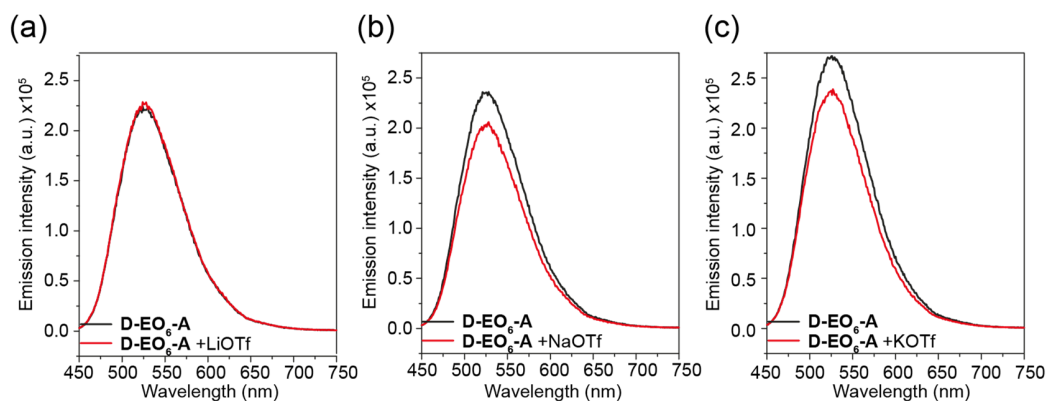 (a)
Emission intensity (a.u.) x10⁵
2.5
2.0
1.5
1.0
0.5
0.0
D-EO₆-A
D-EO₆-A +LiOTf
450 500 550 600 650 700 750
Wavelength (nm)
(b)
Emission intensity (a.u.) x10⁵
2.5
2.0
1.5
1.0
0.5
0.0
D-EO₆-A
D-EO₆-A +NaOTf
450 500 550 600 650 700 750
Wavelength (nm)
(c)
Emission intensity (a.u.) x10⁵
2.5
2.0
1.5
1.0
0.5
0.0
D-EO₆-A
D-EO₆-A +KOTf
450 500 550 600 650 700 750
Wavelength (nm)